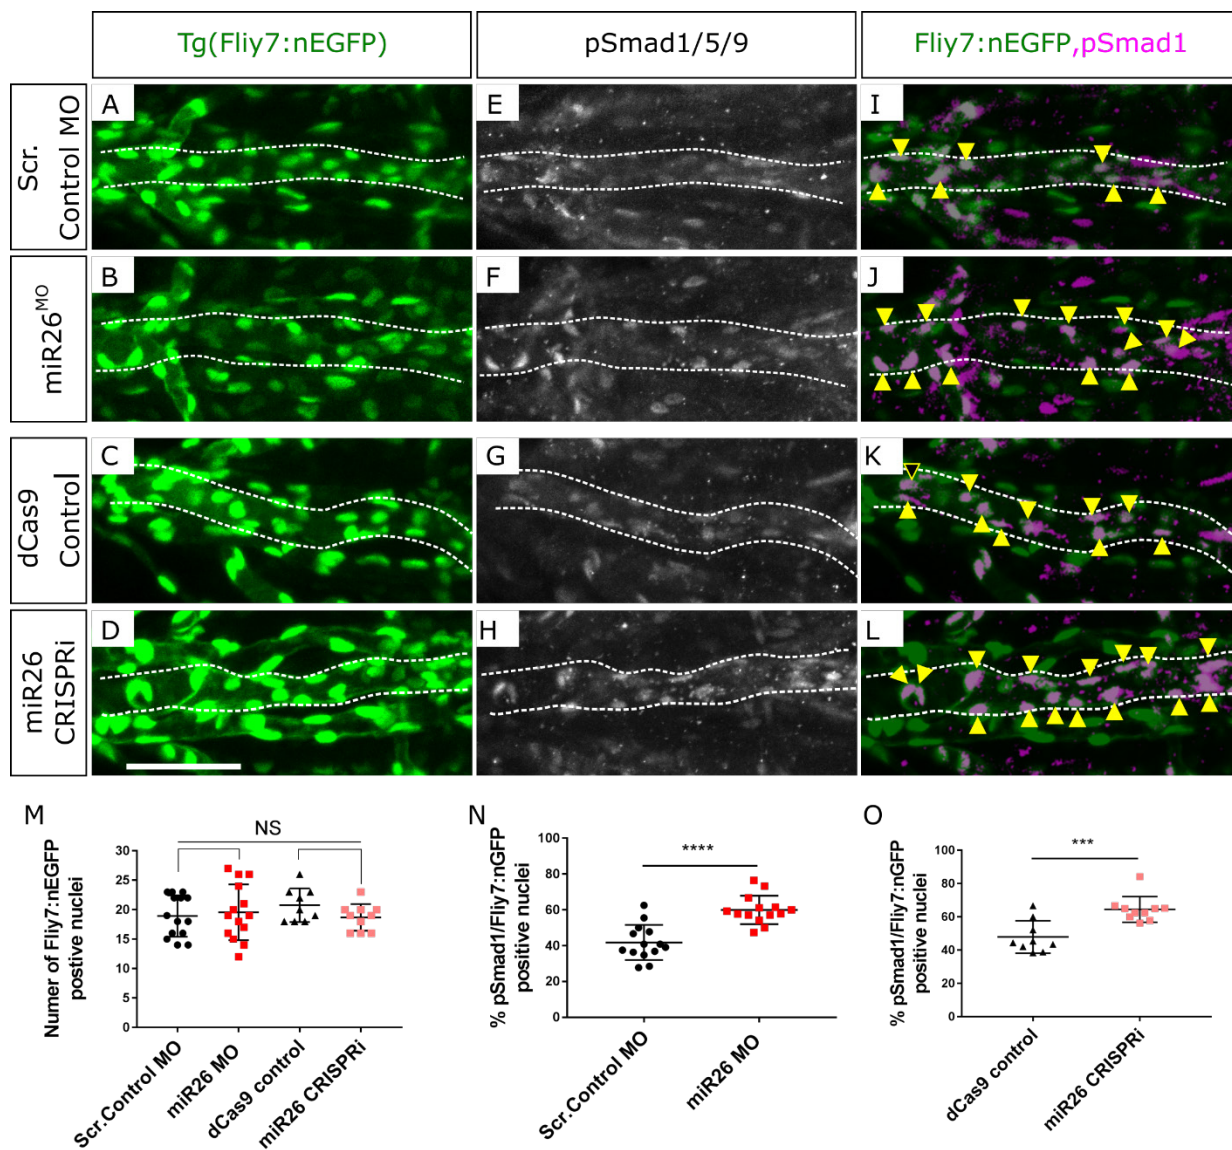 Tg(Fliy7:nEGFP)
pSmad1/5/9
Fliy7:nEGFP,pSmad1
Scr.
Control MO
A
E
I
miR26MO
B
F
J
dCas9
Control
C
G
K
miR26
CRISPRi
D
H
L
M
NS
Numer of Fliy7:nEGFP
postive nuclei
30
25
20
15
10
5
0
Scr.Control MO
miR26 MO
dCas9 control
miR26 CRISPRi
N
****
% pSmad1/Fliy7:nGFP
positive nuclei
100
80
60
40
20
0
Scr.Control MO
miR26 MO
O
***
% pSmad1/Fliy7:nGFP
positive nuclei
100
80
60
40
20
0
dCas9 control
miR26 CRISPRi